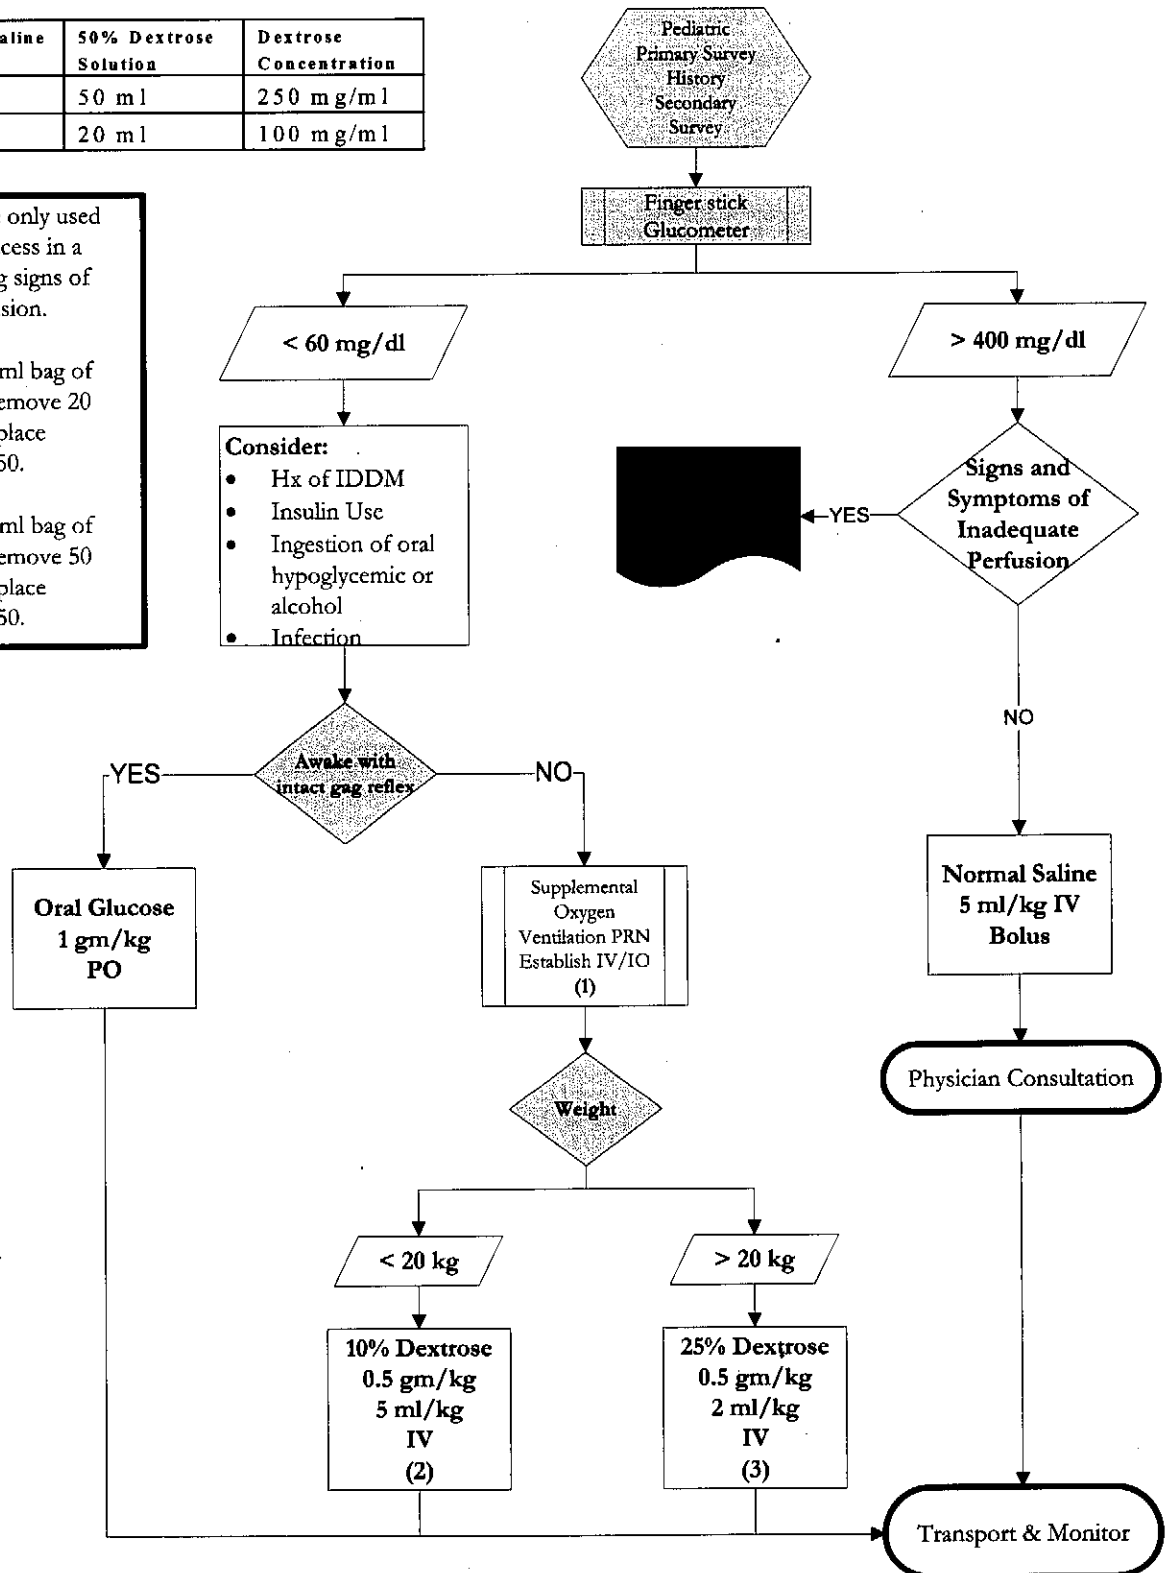 aline
50% Dextrose
Solution
Dextrose
Concentration
50 ml
250 mg/ml
20 ml
100 mg/ml
only used
cess in a
g signs of
sion.
ml bag of
emove 20
place
50.
ml bag of
emove 50
place
50.
Pediatric
Primary Survey
History
Secondary
Survey
Finger stick
Glucometer
< 60 mg/dl
> 400 mg/dl
Consider:
• Hx of IDDM
• Insulin Use
• Ingestion of oral
hypoglycemic or
alcohol
• Infection
Signs and
Symptoms of
Inadequate
Perfusion
YES
NO
Awake with
intact gag reflex
YES
NO
Oral Glucose
1 gm/kg
PO
Supplemental
Oxygen
Ventilation PRN
Establish IV/IO
(1)
Normal Saline
5 ml/kg IV
Bolus
Physician Consultation
Weight
< 20 kg
> 20 kg
10% Dextrose
0.5 gm/kg
5 ml/kg
IV
(2)
25% Dextrose
0.5 gm/kg
2 ml/kg
IV
(3)
Transport & Monitor